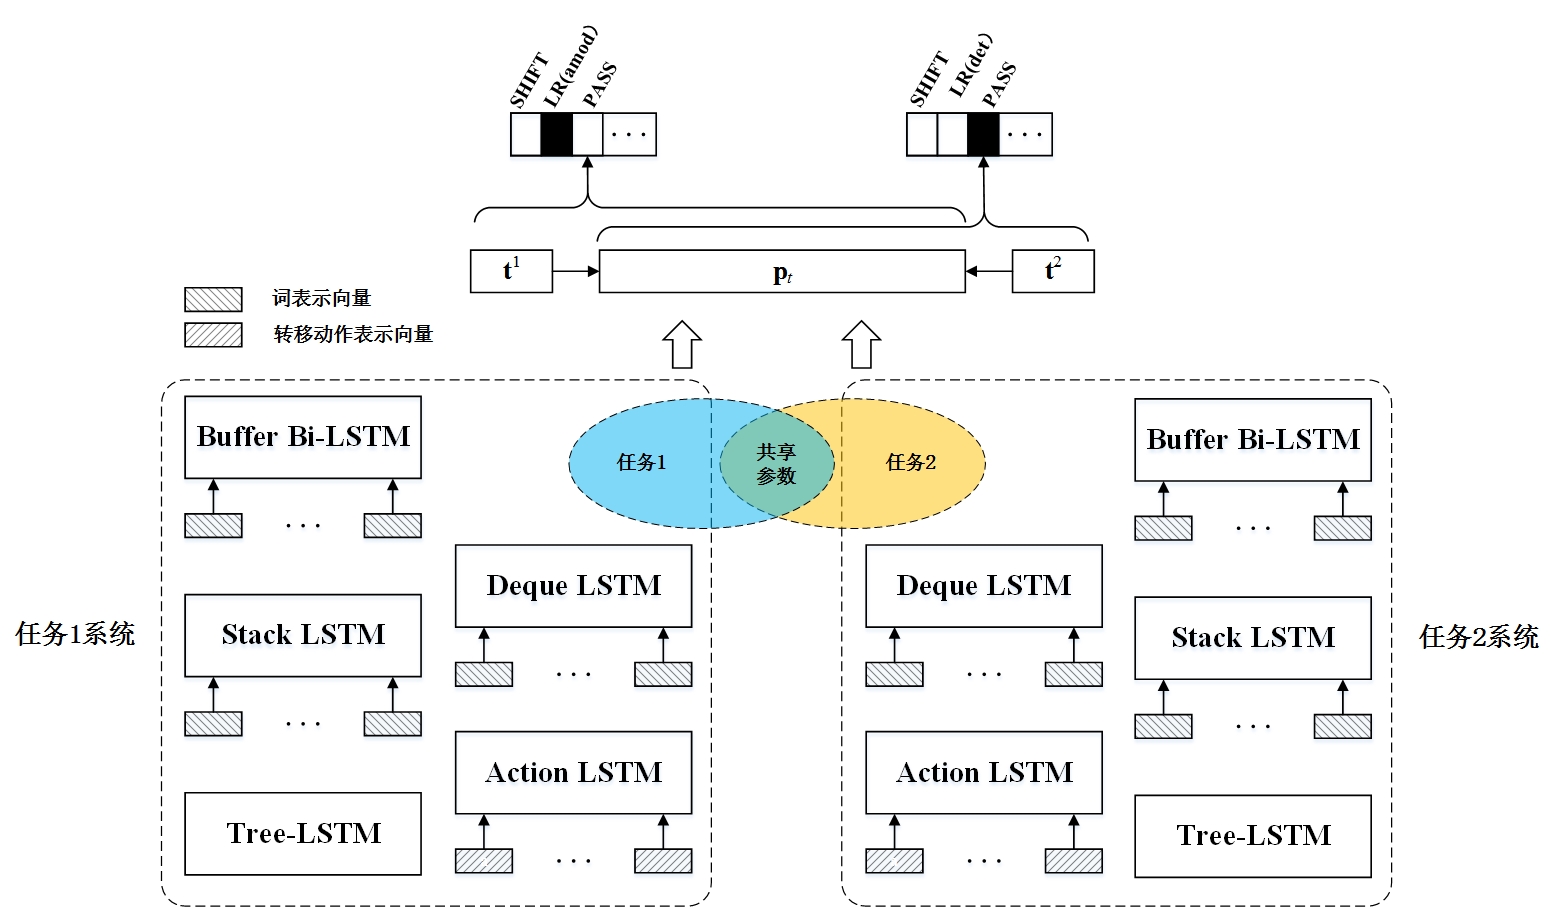 SHIFT
LR(amod)
PASS
. . .
SHIFT
LR(det)
PASS
. . .
t1
pt
t2
词表示向量
转移动作表示向量
Buffer Bi-LSTM
. . .
Stack LSTM
. . .
Tree-LSTM
Deque LSTM
. . .
Action LSTM
. . .
任务1系统
任务1
共享
参数
任务2
Deque LSTM
. . .
Action LSTM
. . .
Buffer Bi-LSTM
. . .
Stack LSTM
. . .
Tree-LSTM
任务2系统